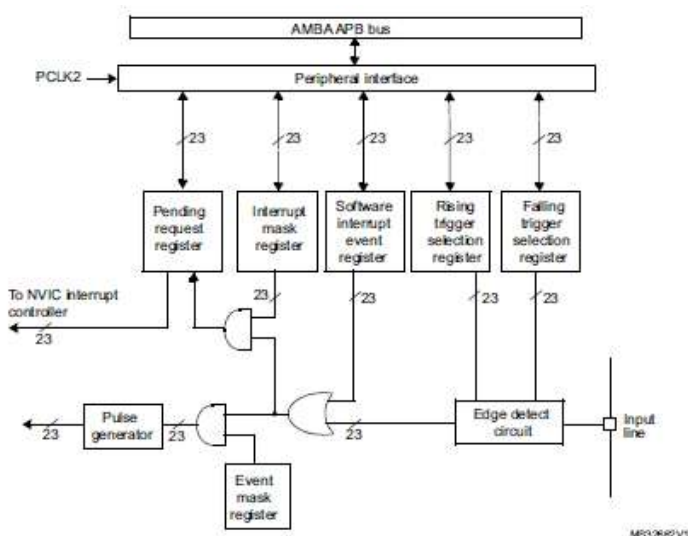 AMBA APB bus
PCLK2
Peripheral interface
23
23
23
23
23
Pending
request
register
Interrupt
mask
register
Software
interrupt
event
register
Rising
trigger
selection
register
Falling
trigger
selection
register
To NVIC interrupt
controller
23
23
23
23
23
23
Pulse
generator
23
23
Edge detect
circuit
Input
line
Event
mask
register